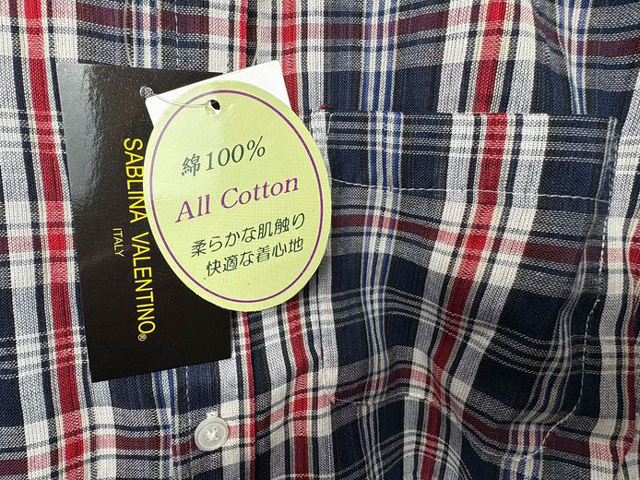 SABLINA VALENTINO®
ITALY
綿100%
All Cotton
柔らかな肌触り
快適な着心地